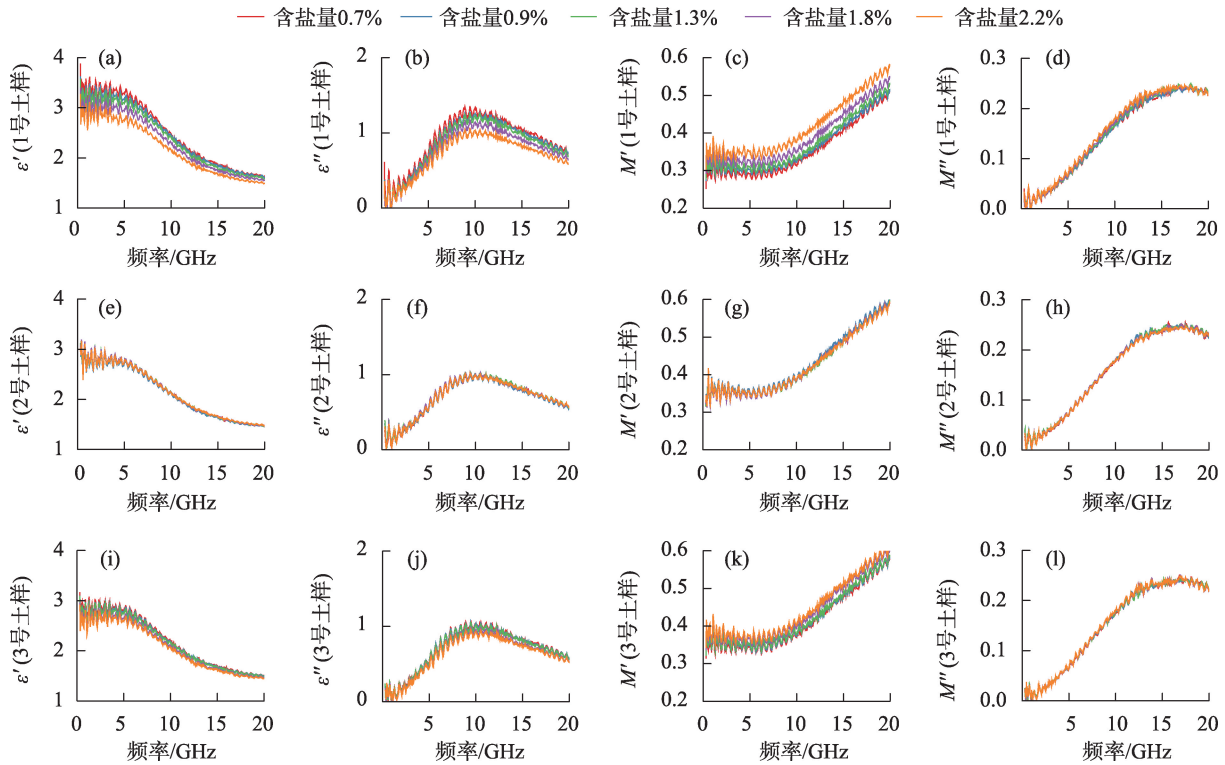 含盐量0.7% 含盐量0.9% 含盐量1.3% 含盐量1.8% 含盐量2.2%
(a) (b) (c) (d)
ε′ (1号土样) ε″ (1号土样) M′ (1号土样) M″ (1号土样)
4 2 0.6 0.3
3 0.5 0.2
1 0.4
2 0.3 0.1
1 0 0.2 0.0
0 5 10 15 20 0 5 10 15 20 0 5 10 15 20 5 10 15 20
频率/GHz 频率/GHz 频率/GHz 频率/GHz
(e) (f) (g) (h)
ε′ (2号土样) ε″ (2号土样) M′ (2号土样) M″ (2号土样)
4 2 0.6 0.3
3 0.5 0.2
1 0.4
2 0.3 0.1
1 0 0.2 0.0
0 5 10 15 20 0 5 10 15 20 0 5 10 15 20 5 10 15 20
频率/GHz 频率/GHz 频率/GHz 频率/GHz
(i) (j) (k) (l)
ε′ (3号土样) ε″ (3号土样) M′ (3号土样) M″ (3号土样)
4 2 0.6 0.3
3 0.5 0.2
1 0.4
2 0.3 0.1
1 0 0.2 0.0
0 5 10 15 20 0 5 10 15 20 0 5 10 15 20 5 10 15 20
频率/GHz 频率/GHz 频率/GHz 频率/GHz